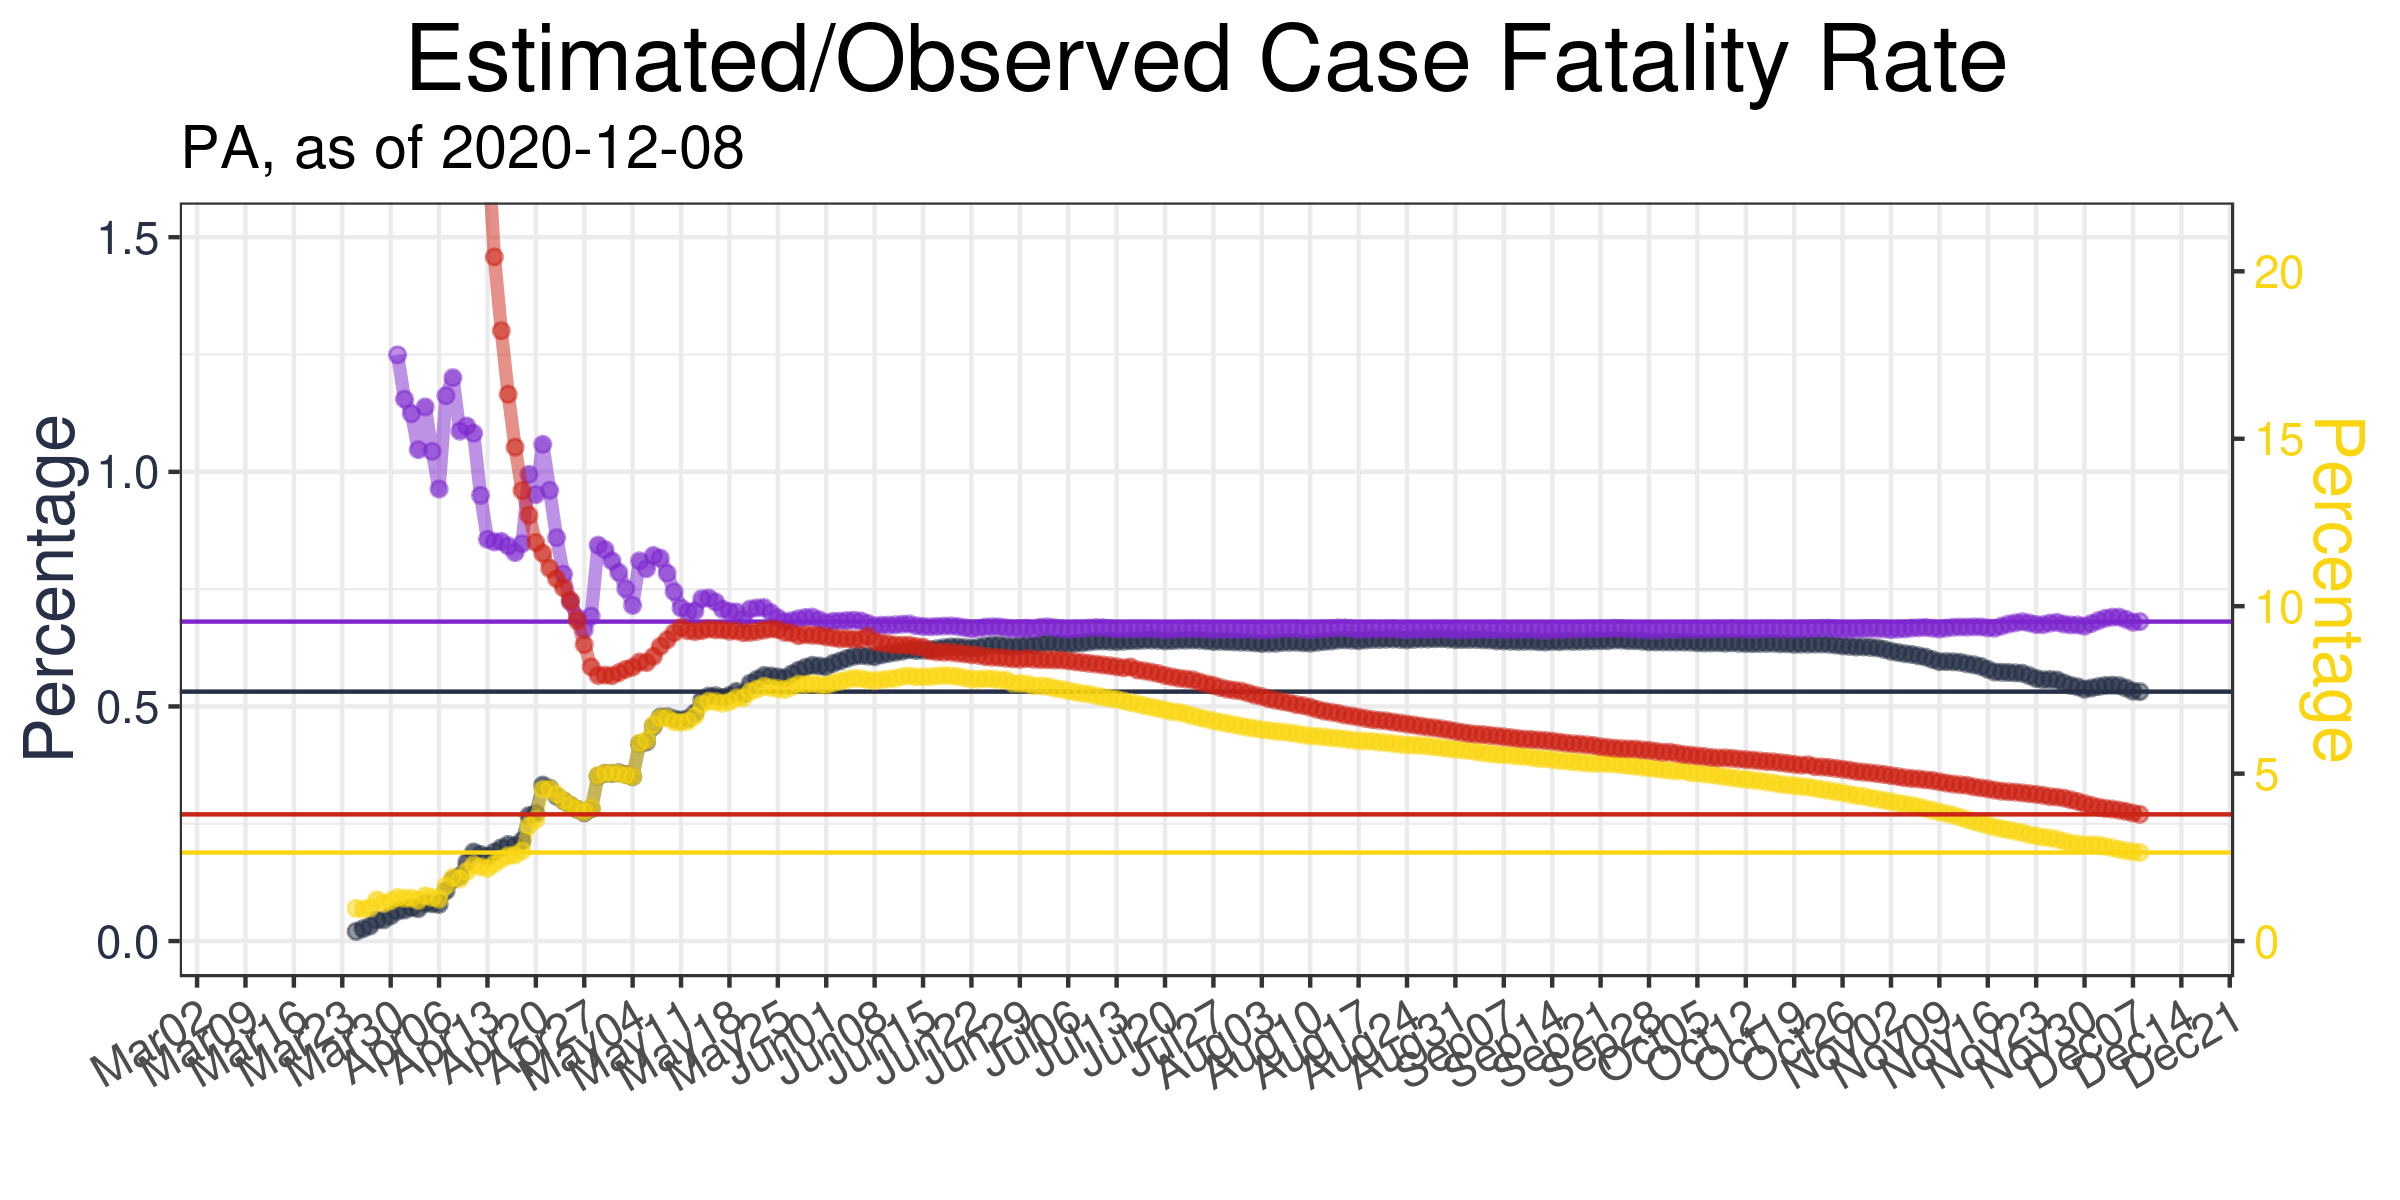 Estimated/Observed Case Fatality Rate
PA, as of 2020-12-08
Percentage
1.5
1.0
0.5
0.0
20
15
10
5
0
Percentage
Mar02
Mar09
Mar16
Mar23
Mar30
Apr06
Apr13
Apr20
Apr27
May04
May11
May18
May25
Jun01
Jun08
Jun15
Jun22
Jun29
Jul06
Jul13
Jul20
Jul27
Aug03
Aug10
Aug17
Aug24
Aug31
Sep07
Sep14
Sep21
Sep28
Oct05
Oct12
Oct19
Oct26
Nov02
Nov09
Nov16
Nov23
Nov30
Dec07
Dec14
Dec21